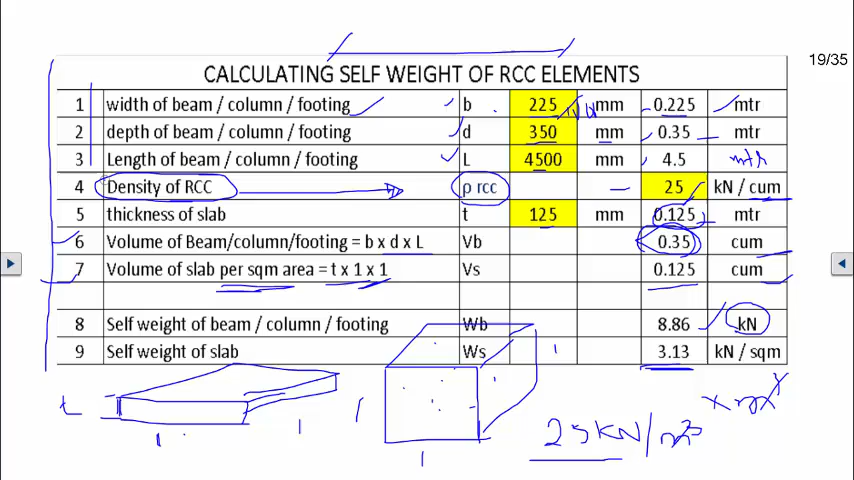 19/35
CALCULATING SELF WEIGHT OF RCC ELEMENTS
1 width of beam / column / footing b 225 mm 0.225 mtr
2 depth of beam / column / footing d 350 mm 0.35 mtr
3 Length of beam / column / footing L 4500 mm 4.5 mtr
4 Density of RCC ρ rcc 25 kN / cum
5 thickness of slab t 125 mm 0.125 mtr
6 Volume of Beam/column/footing = b x d x L Vb 0.35 cum
7 Volume of slab per sqm area = t x 1 x 1 Vs 0.125 cum
8 Self weight of beam / column / footing Wb 8.86 kN
9 Self weight of slab Ws 3.13 kN / sqm
t 1 1 1 1 1
25 KN/m³